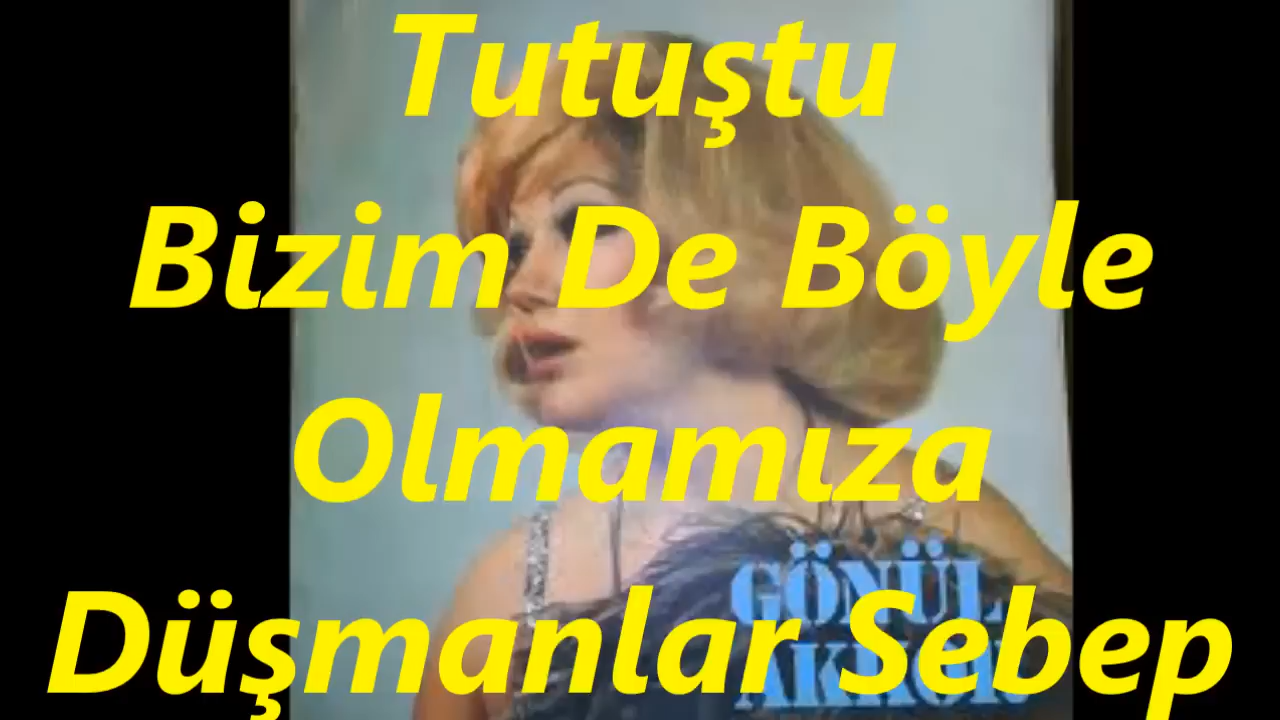 Tutuştu
Bizim De Böyle
Olmamıza
GÖNÜL
Düşmanlar Sebep